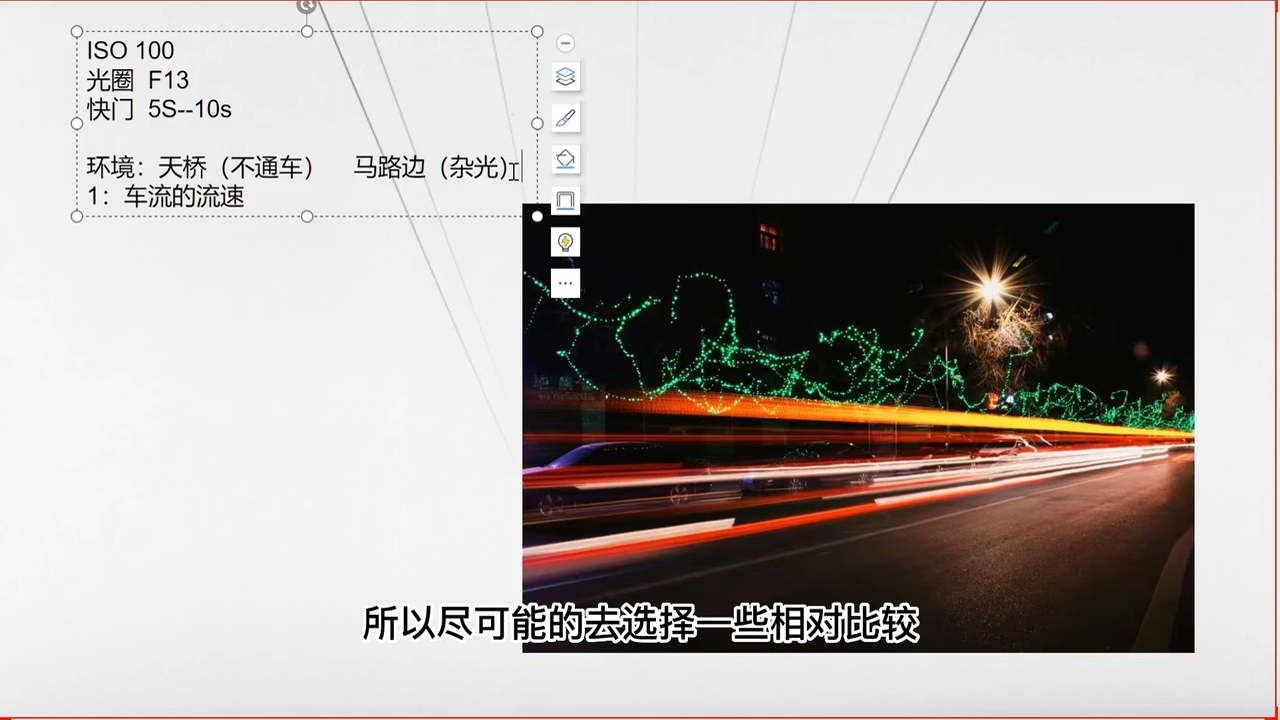 ISO 100
光圈  F13
快门  5S--10s
环境：天桥（不通车）    马路边（杂光）
1：车流的流速
所以尽可能的去选择一些相对比较